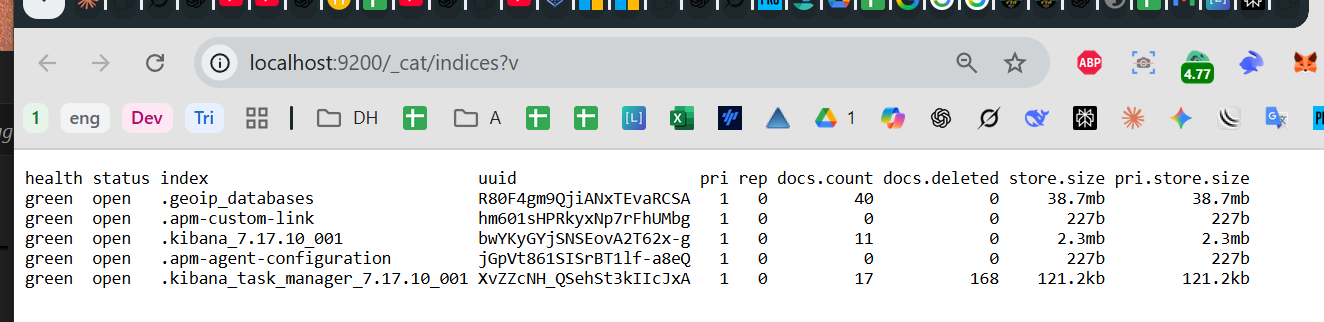 localhost:9200/_cat/indices?v
ABP
4.77
1 eng Dev Tri DH A [L] 1
health status index uuid pri rep docs.count docs.deleted store.size pri.store.size
green open .geoip_databases R80F4gm9QjiANxTEvaRCSA 1 0 40 0 38.7mb 38.7mb
green open .apm-custom-link hm601sHPRkyxNp7rFhUMbg 1 0 0 0 227b 227b
green open .kibana_7.17.10_001 bwYKyGYjSNSEovA2T62x-g 1 0 11 0 2.3mb 2.3mb
green open .apm-agent-configuration jGpVt861SISrBT1lf-a8eQ 1 0 0 0 227b 227b
green open .kibana_task_manager_7.17.10_001 XvZZcNH_QSehSt3kIIcJxA 1 0 17 168 121.2kb 121.2kb